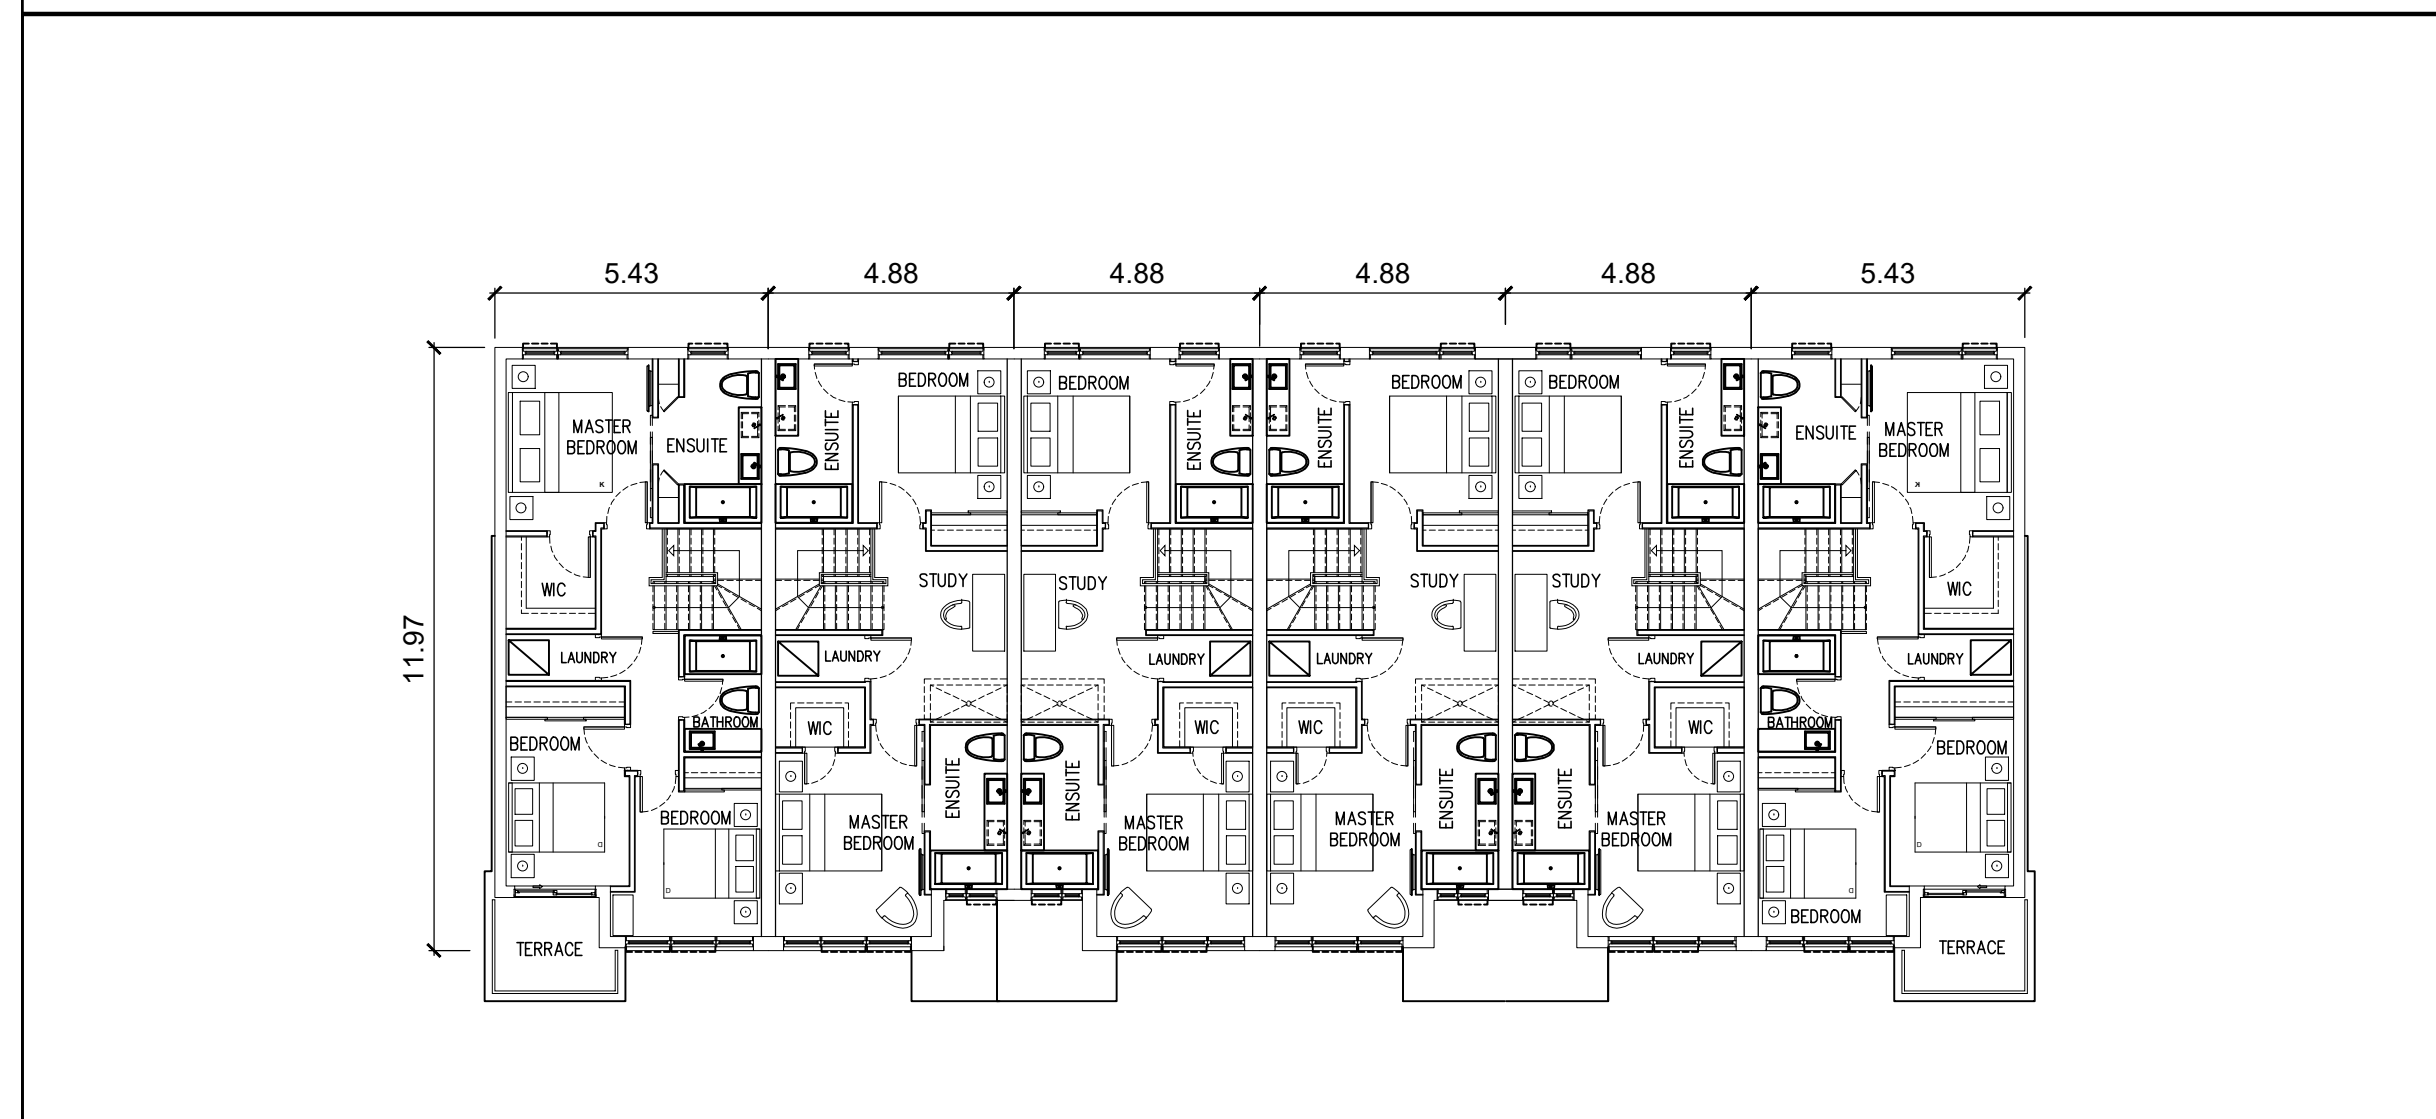 5.43 4.88 4.88 4.88 4.88 5.43
11.97
BEDROOM BEDROOM BEDROOM BEDROOM
MASTER
BEDROOM
ENSUITE
ENSUITE
ENSUITE
ENSUITE
ENSUITE
ENSUITE
MASTER
BEDROOM
K
K
WIC
STUDY
STUDY
STUDY
STUDY
WIC
LAUNDRY
LAUNDRY
LAUNDRY
LAUNDRY
LAUNDRY
LAUNDRY
BATHROOM
WIC
WIC
WIC
WIC
BATHROOM
BEDROOM
BEDROOM
ENSUITE
ENSUITE
ENSUITE
ENSUITE
BEDROOM
MASTER
BEDROOM
MASTER
BEDROOM
MASTER
BEDROOM
MASTER
BEDROOM
D
D
D
D
BEDROOM
TERRACE
TERRACE